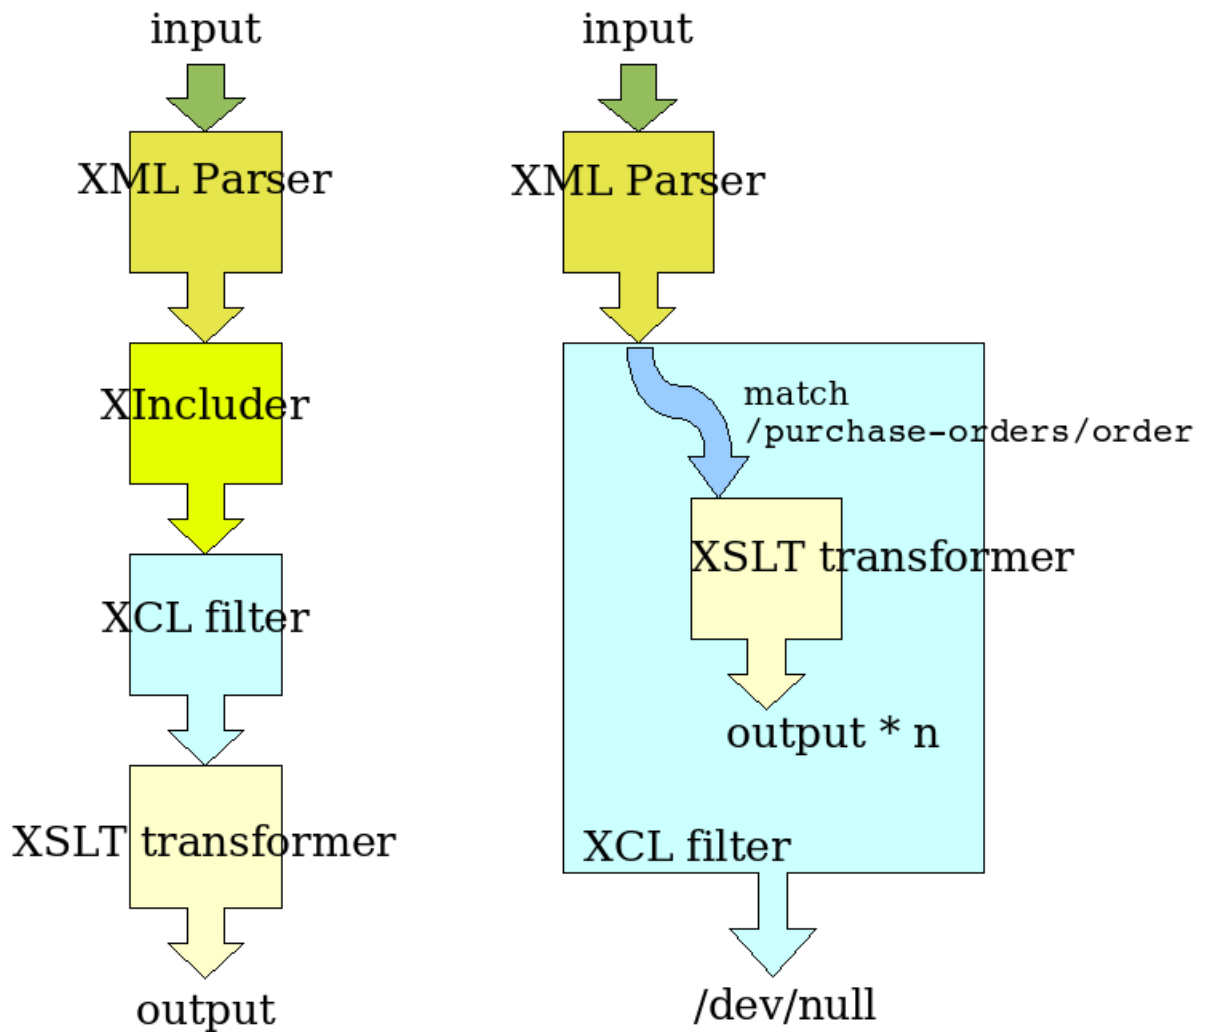 input
XML Parser
XIncluder
XCL filter
XSLT transformer
output
input
XML Parser
match
/purchase-orders/order
XSLT transformer
output * n
XCL filter
/dev/null